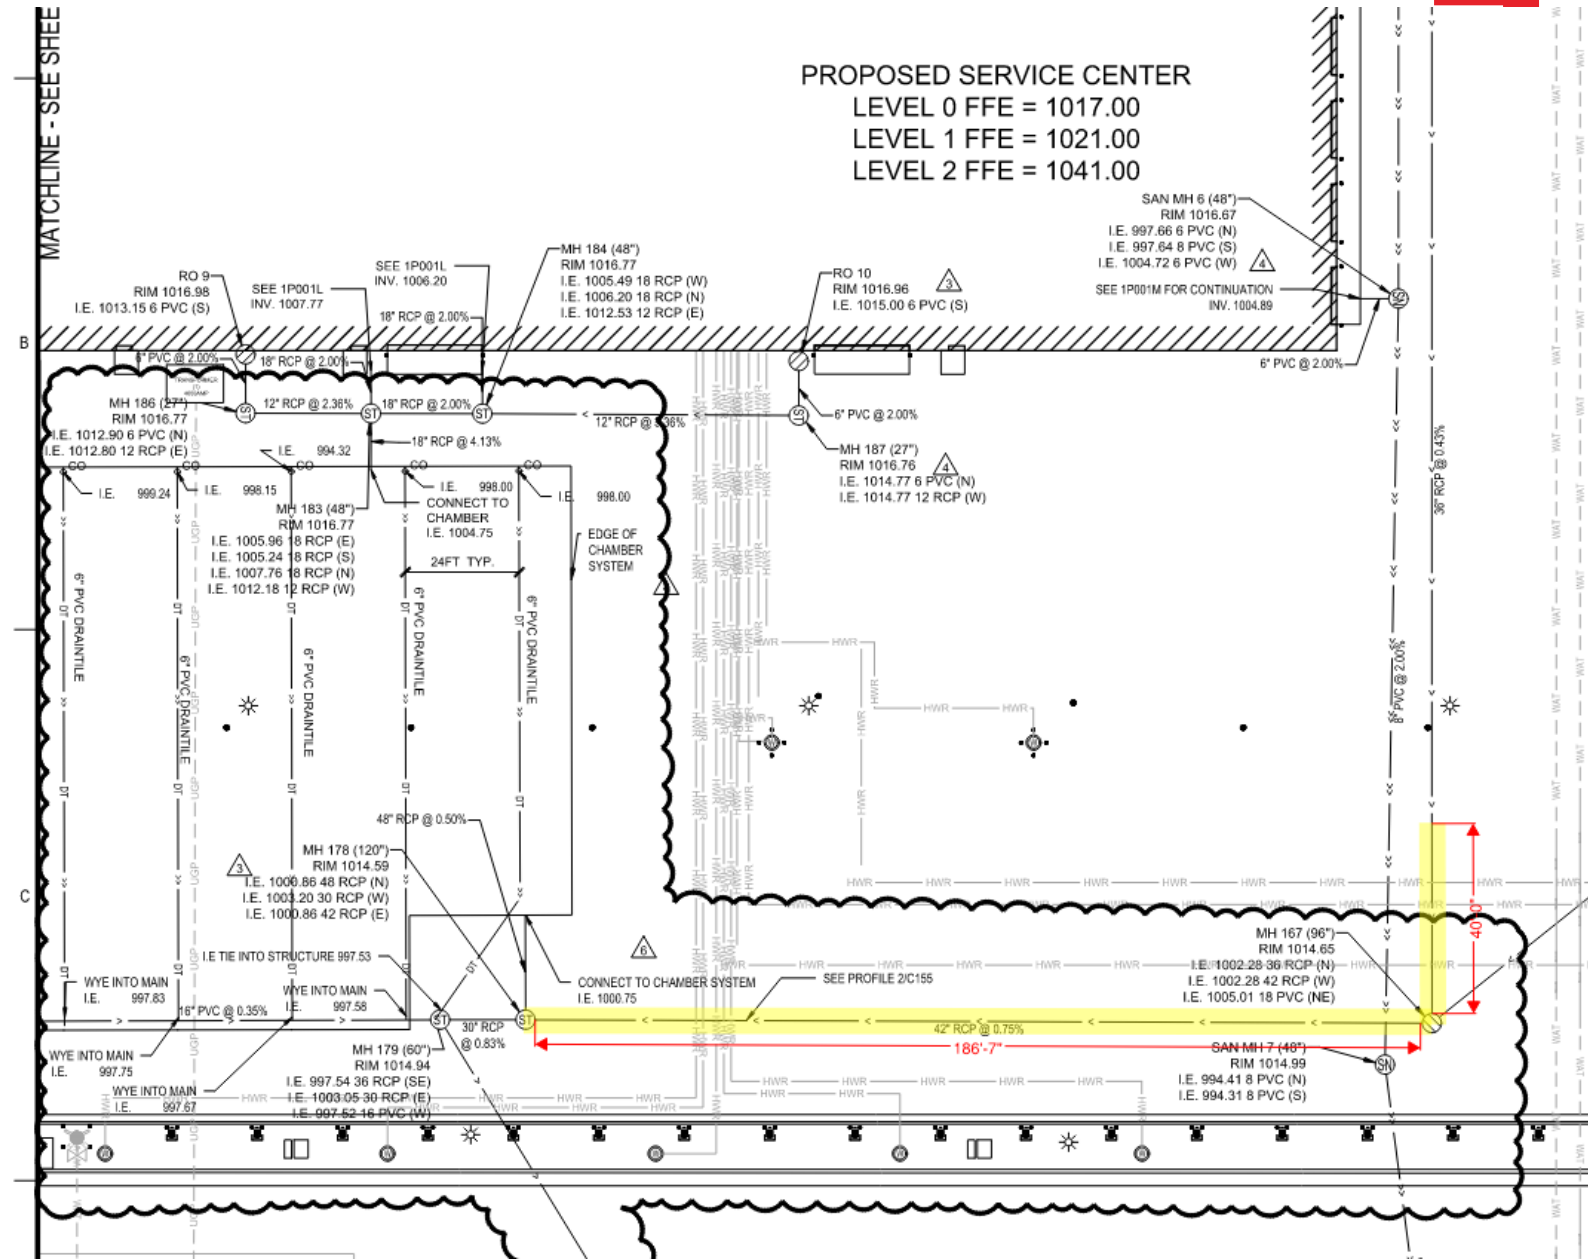 MATCHLINE - SEE SHEE
PROPOSED SERVICE CENTER
LEVEL 0 FFE = 1017.00
LEVEL 1 FFE = 1021.00
LEVEL 2 FFE = 1041.00
SAN MH 6 (48")
RIM 1016.67
I.E. 997.66 6 PVC (N)
I.E. 997.64 8 PVC (S)
I.E. 1004.72 6 PVC (W)
4
SEE 1P001M FOR CONTINUATION
INV. 1004.89
6" PVC @ 2.00%
RO 9
RIM 1016.98
I.E. 1013.15 6 PVC (S)
SEE 1P001L
INV. 1007.77
SEE 1P001L
INV. 1006.20
18" RCP @ 2.00%
MH 184 (48")
RIM 1016.77
I.E. 1005.49 18 RCP (W)
I.E. 1006.20 18 RCP (N)
I.E. 1012.53 12 RCP (E)
RO 10
RIM 1016.96
I.E. 1015.00 6 PVC (S)
3
B
6" PVC @ 2.00%
18" RCP @ 2.00%
MH 186 (27")
RIM 1016.77
I.E. 1012.90 6 PVC (N)
I.E. 1012.80 12 RCP (E)
ST
12" RCP @ 2.36%
ST
18" RCP @ 2.00%
ST
18" RCP @ 4.13%
12" RCP @
ST
6" PVC @ 2.00%
MH 187 (27")
RIM 1016.76
I.E. 1014.77 6 PVC (N)
I.E. 1014.77 12 RCP (W)
4
36" RCP @ 0.43%
I.E. 994.32
CO
CO
CO
CO
CO
I.E. 999.24
I.E. 998.15
I.E. 998.00
I.E. 998.00
MH 183 (48")
RIM 1016.77
I.E. 1005.96 18 RCP (E)
I.E. 1005.24 18 RCP (S)
I.E. 1007.76 18 RCP (N)
I.E. 1012.18 12 RCP (W)
CONNECT TO
CHAMBER
I.E. 1004.75
EDGE OF
CHAMBER
SYSTEM
24FT TYP.
6" PVC DRAINTILE
6" PVC DRAINTILE
6" PVC DRAINTILE
6" PVC DRAINTILE
6" PVC DRAINTILE
8" PVC @ 2.00%
C
48" RCP @ 0.50%
MH 178 (120")
RIM 1014.59
I.E. 1000.86 48 RCP (N)
I.E. 1003.20 30 RCP (W)
I.E. 1000.86 42 RCP (E)
3
I.E TIE INTO STRUCTURE 997.53
6
CONNECT TO CHAMBER SYSTEM
I.E. 1000.75
SEE PROFILE 2/C155
MH 167 (96")
RIM 1014.65
I.E. 1002.28 36 RCP (N)
I.E. 1002.28 42 RCP (W)
I.E. 1005.01 18 PVC (NE)
40'-0"
WYE INTO MAIN
I.E. 997.83
WYE INTO MAIN
I.E. 997.58
16" PVC @ 0.35%
ST
30" RCP
@ 0.83%
ST
42" RCP @ 0.75%
186'-7"
WYE INTO MAIN
I.E. 997.75
WYE INTO MAIN
I.E. 997.67
MH 179 (60")
RIM 1014.94
I.E. 997.54 36 RCP (SE)
I.E. 1003.05 30 RCP (E)
I.E. 997.52 16 PVC (W)
SAN MH 7 (48")
RIM 1014.99
I.E. 994.41 8 PVC (N)
I.E. 994.31 8 PVC (S)
SN